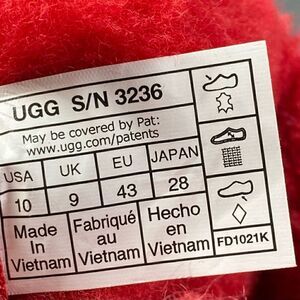 UGG S/N 3236
May be covered by Pat:
www.ugg.com/patents
USA UK EU JAPAN
10 9 43 28
Made Fabriqué Hecho
In au en
Vietnam Vietnam Vietnam
FD1021K